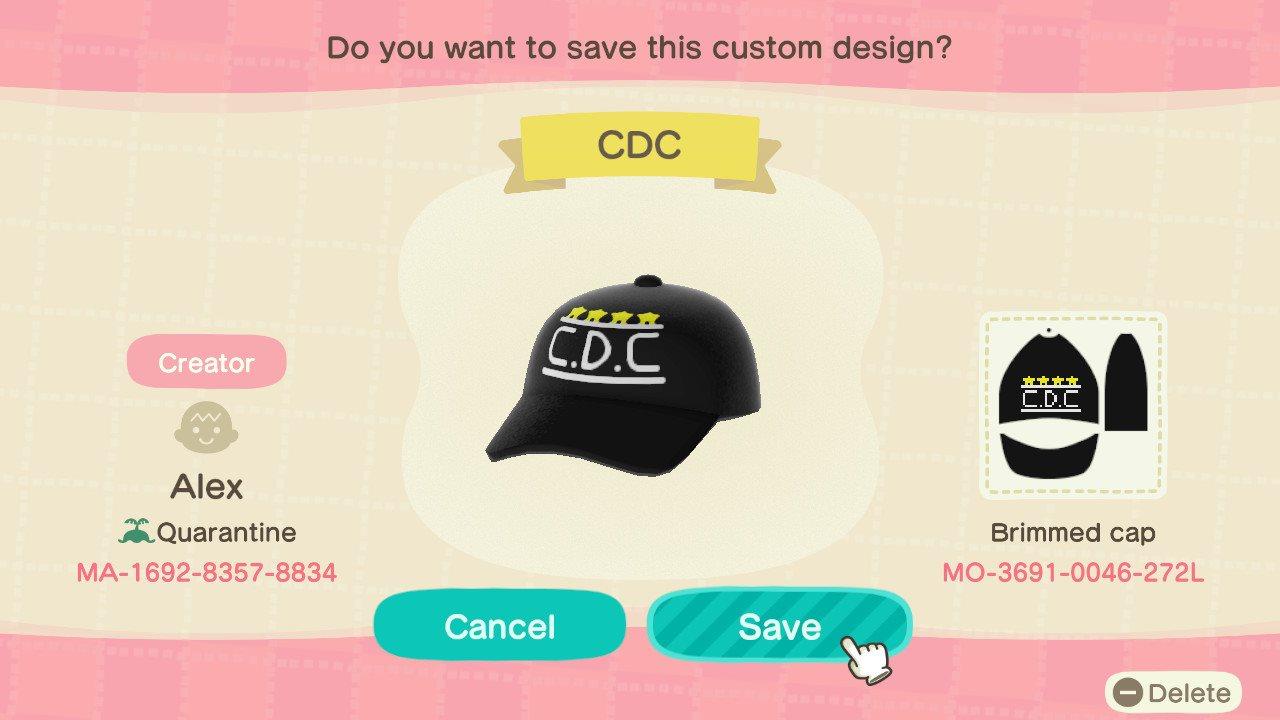 Do you want to save this custom design?
CDC
C.D.C
Creator
Alex
Quarantine
MA-1692-8357-8834
C.D.C
Brimmed cap
MO-3691-0046-272L
Cancel
Save
Delete